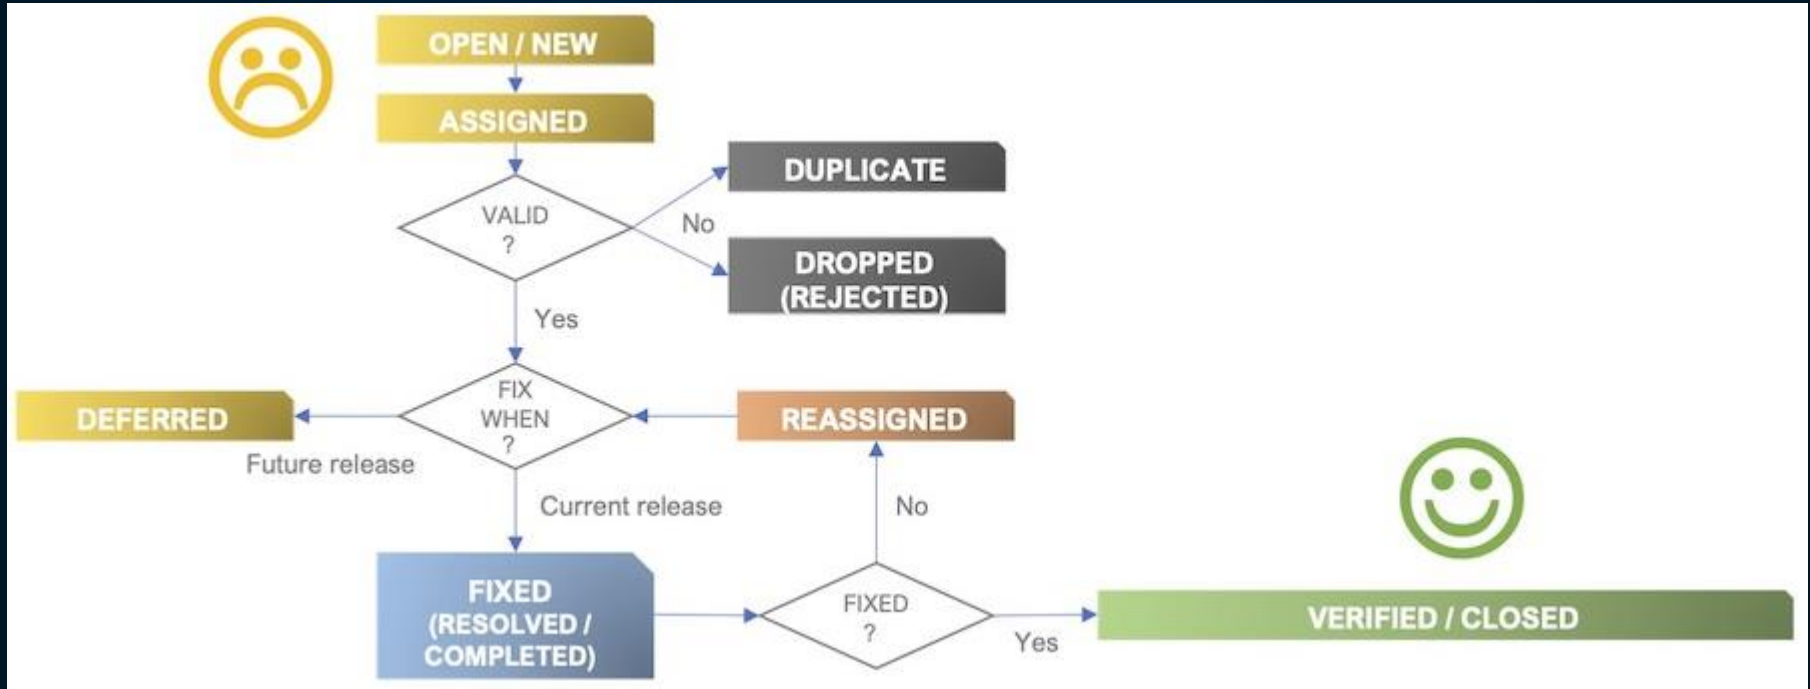 OPEN / NEW
ASSIGNED
DUPLICATE
VALID
?
No
DROPPED
(REJECTED)
Yes
FIX
WHEN
?
DEFERRED
REASSIGNED
Future release
Current release
No
FIXED
(RESOLVED /
COMPLETED)
FIXED
?
Yes
VERIFIED / CLOSED